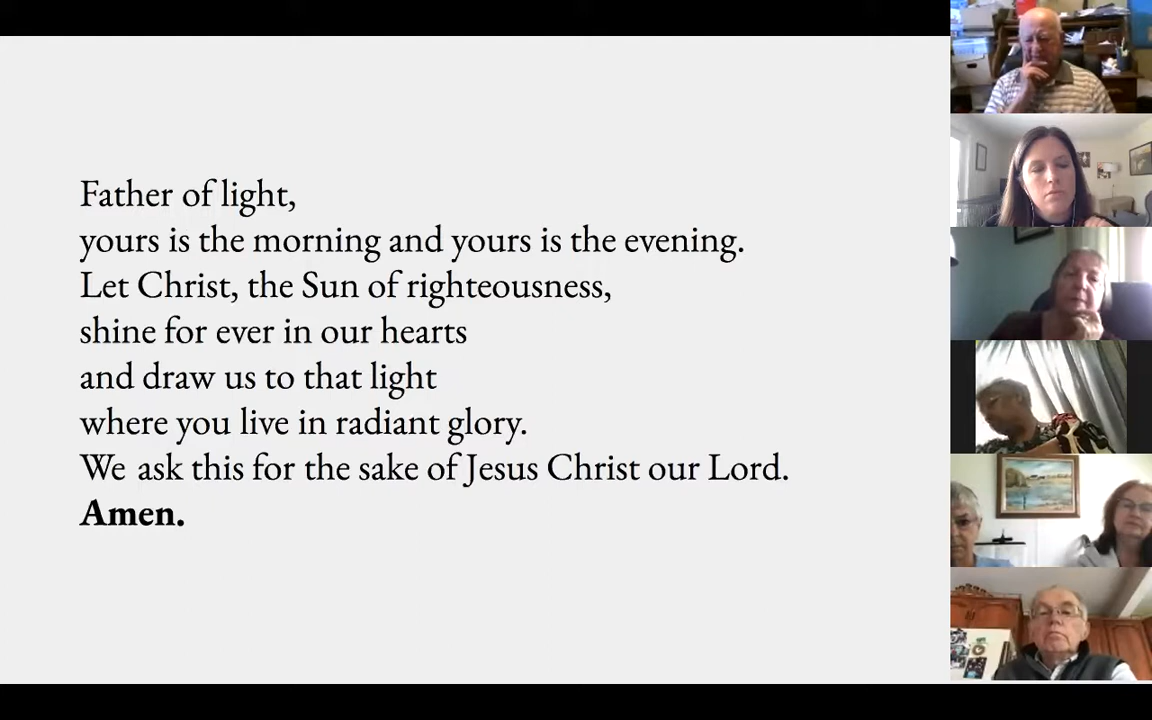 Father of light,
yours is the morning and yours is the evening.
Let Christ, the Sun of righteousness,
shine for ever in our hearts
and draw us to that light
where you live in radiant glory.
We ask this for the sake of Jesus Christ our Lord.
Amen.